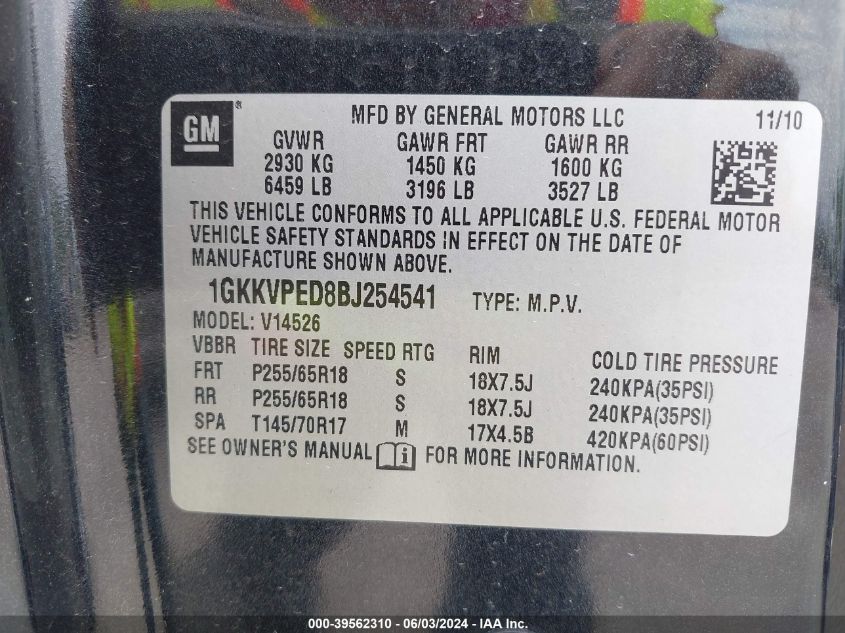 GM®
MFD BY GENERAL MOTORS LLC 11/10
GVWR GAWR FRT GAWR RR
2930 KG 1450 KG 1600 KG
6459 LB 3196 LB 3527 LB
THIS VEHICLE CONFORMS TO ALL APPLICABLE U.S. FEDERAL MOTOR
VEHICLE SAFETY STANDARDS IN EFFECT ON THE DATE OF
MANUFACTURE SHOWN ABOVE.
1GKKVPED8BJ254541 TYPE: M.P.V.
MODEL: V14526
VBBR TIRE SIZE SPEED RTG RIM COLD TIRE PRESSURE
FRT P255/65R18 S 18X7.5J 240KPA(35PSI)
RR P255/65R18 S 18X7.5J 240KPA(35PSI)
SPA T145/70R17 M 17X4.5B 420KPA(60PSI)
SEE OWNER'S MANUAL i FOR MORE INFORMATION.
000-39562310 - 06/03/2024 - IAA Inc.